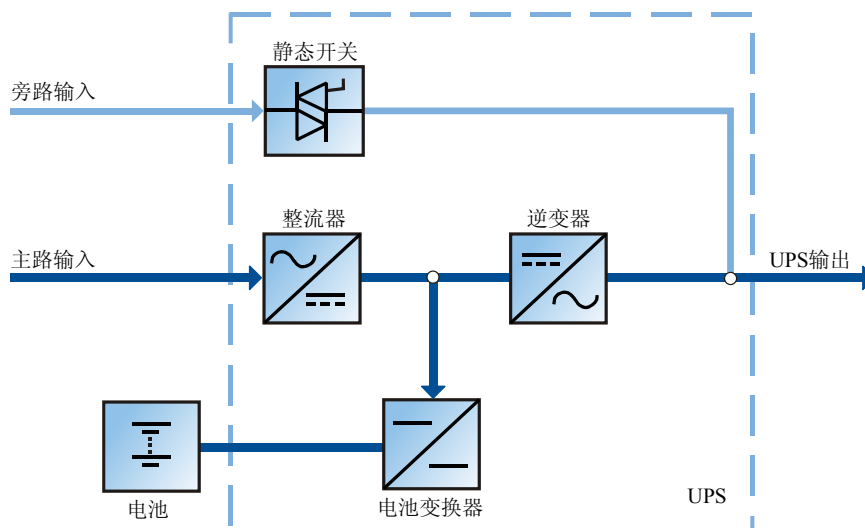 静态开关
旁路输入
整流器
逆变器
主路输入
UPS输出
电池
电池变换器
UPS